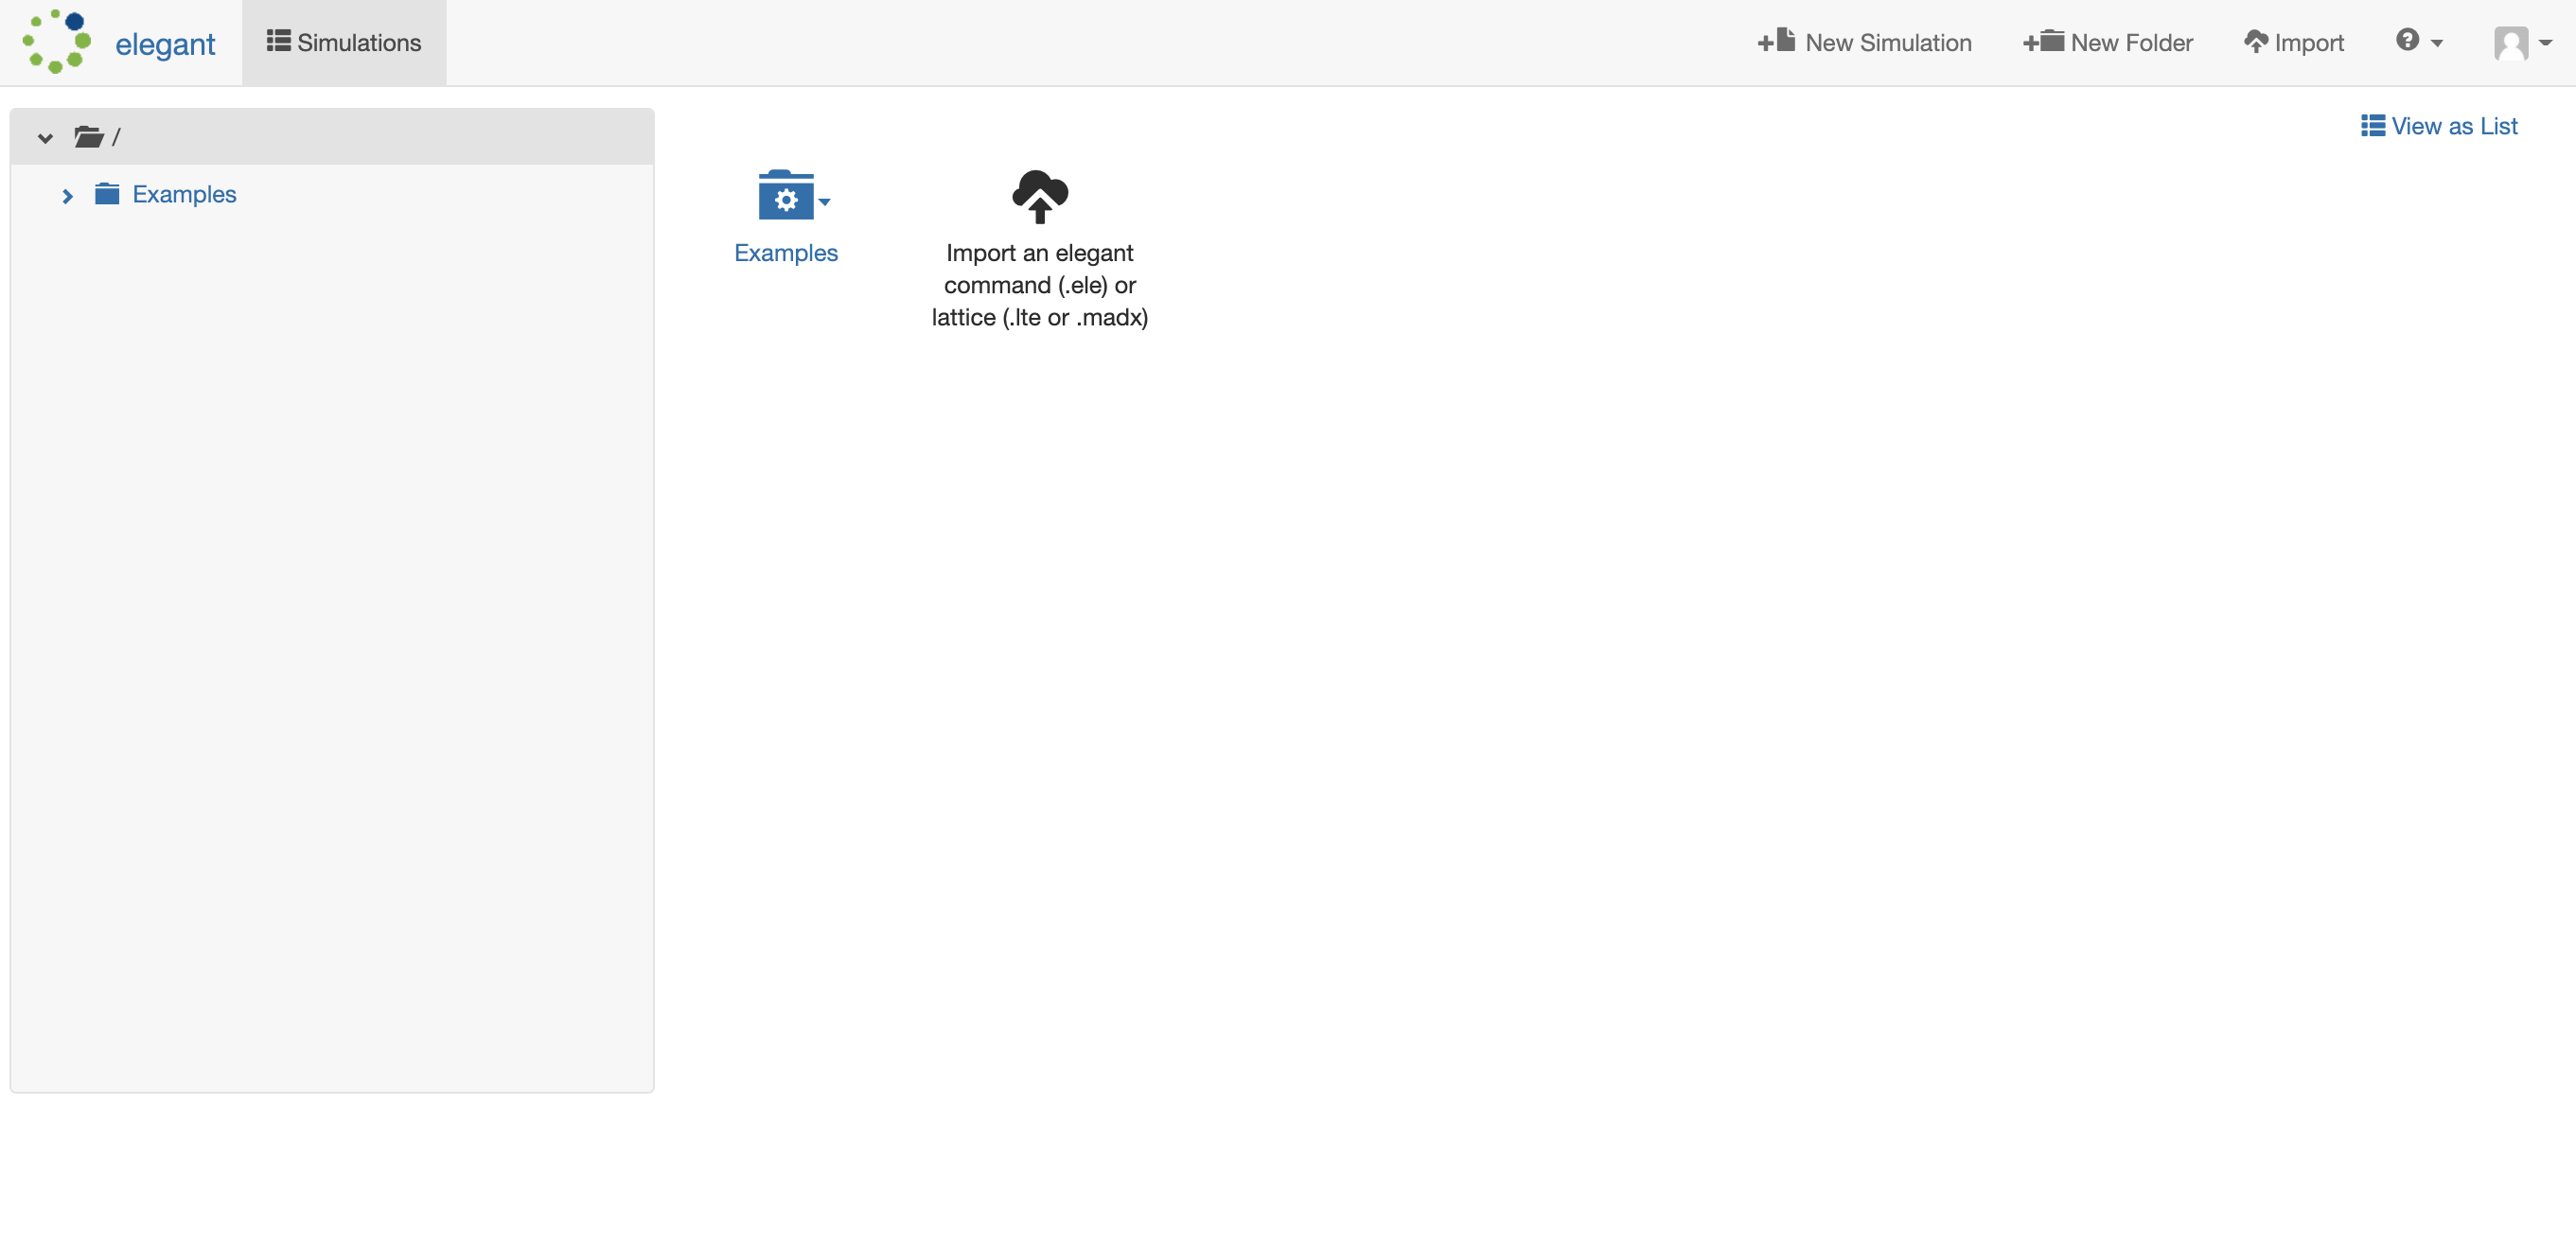 elegant
Simulations
New Simulation
New Folder
Import
/
Examples
View as List
Examples
Import an elegant
command (.ele) or
lattice (.lte or .madx)